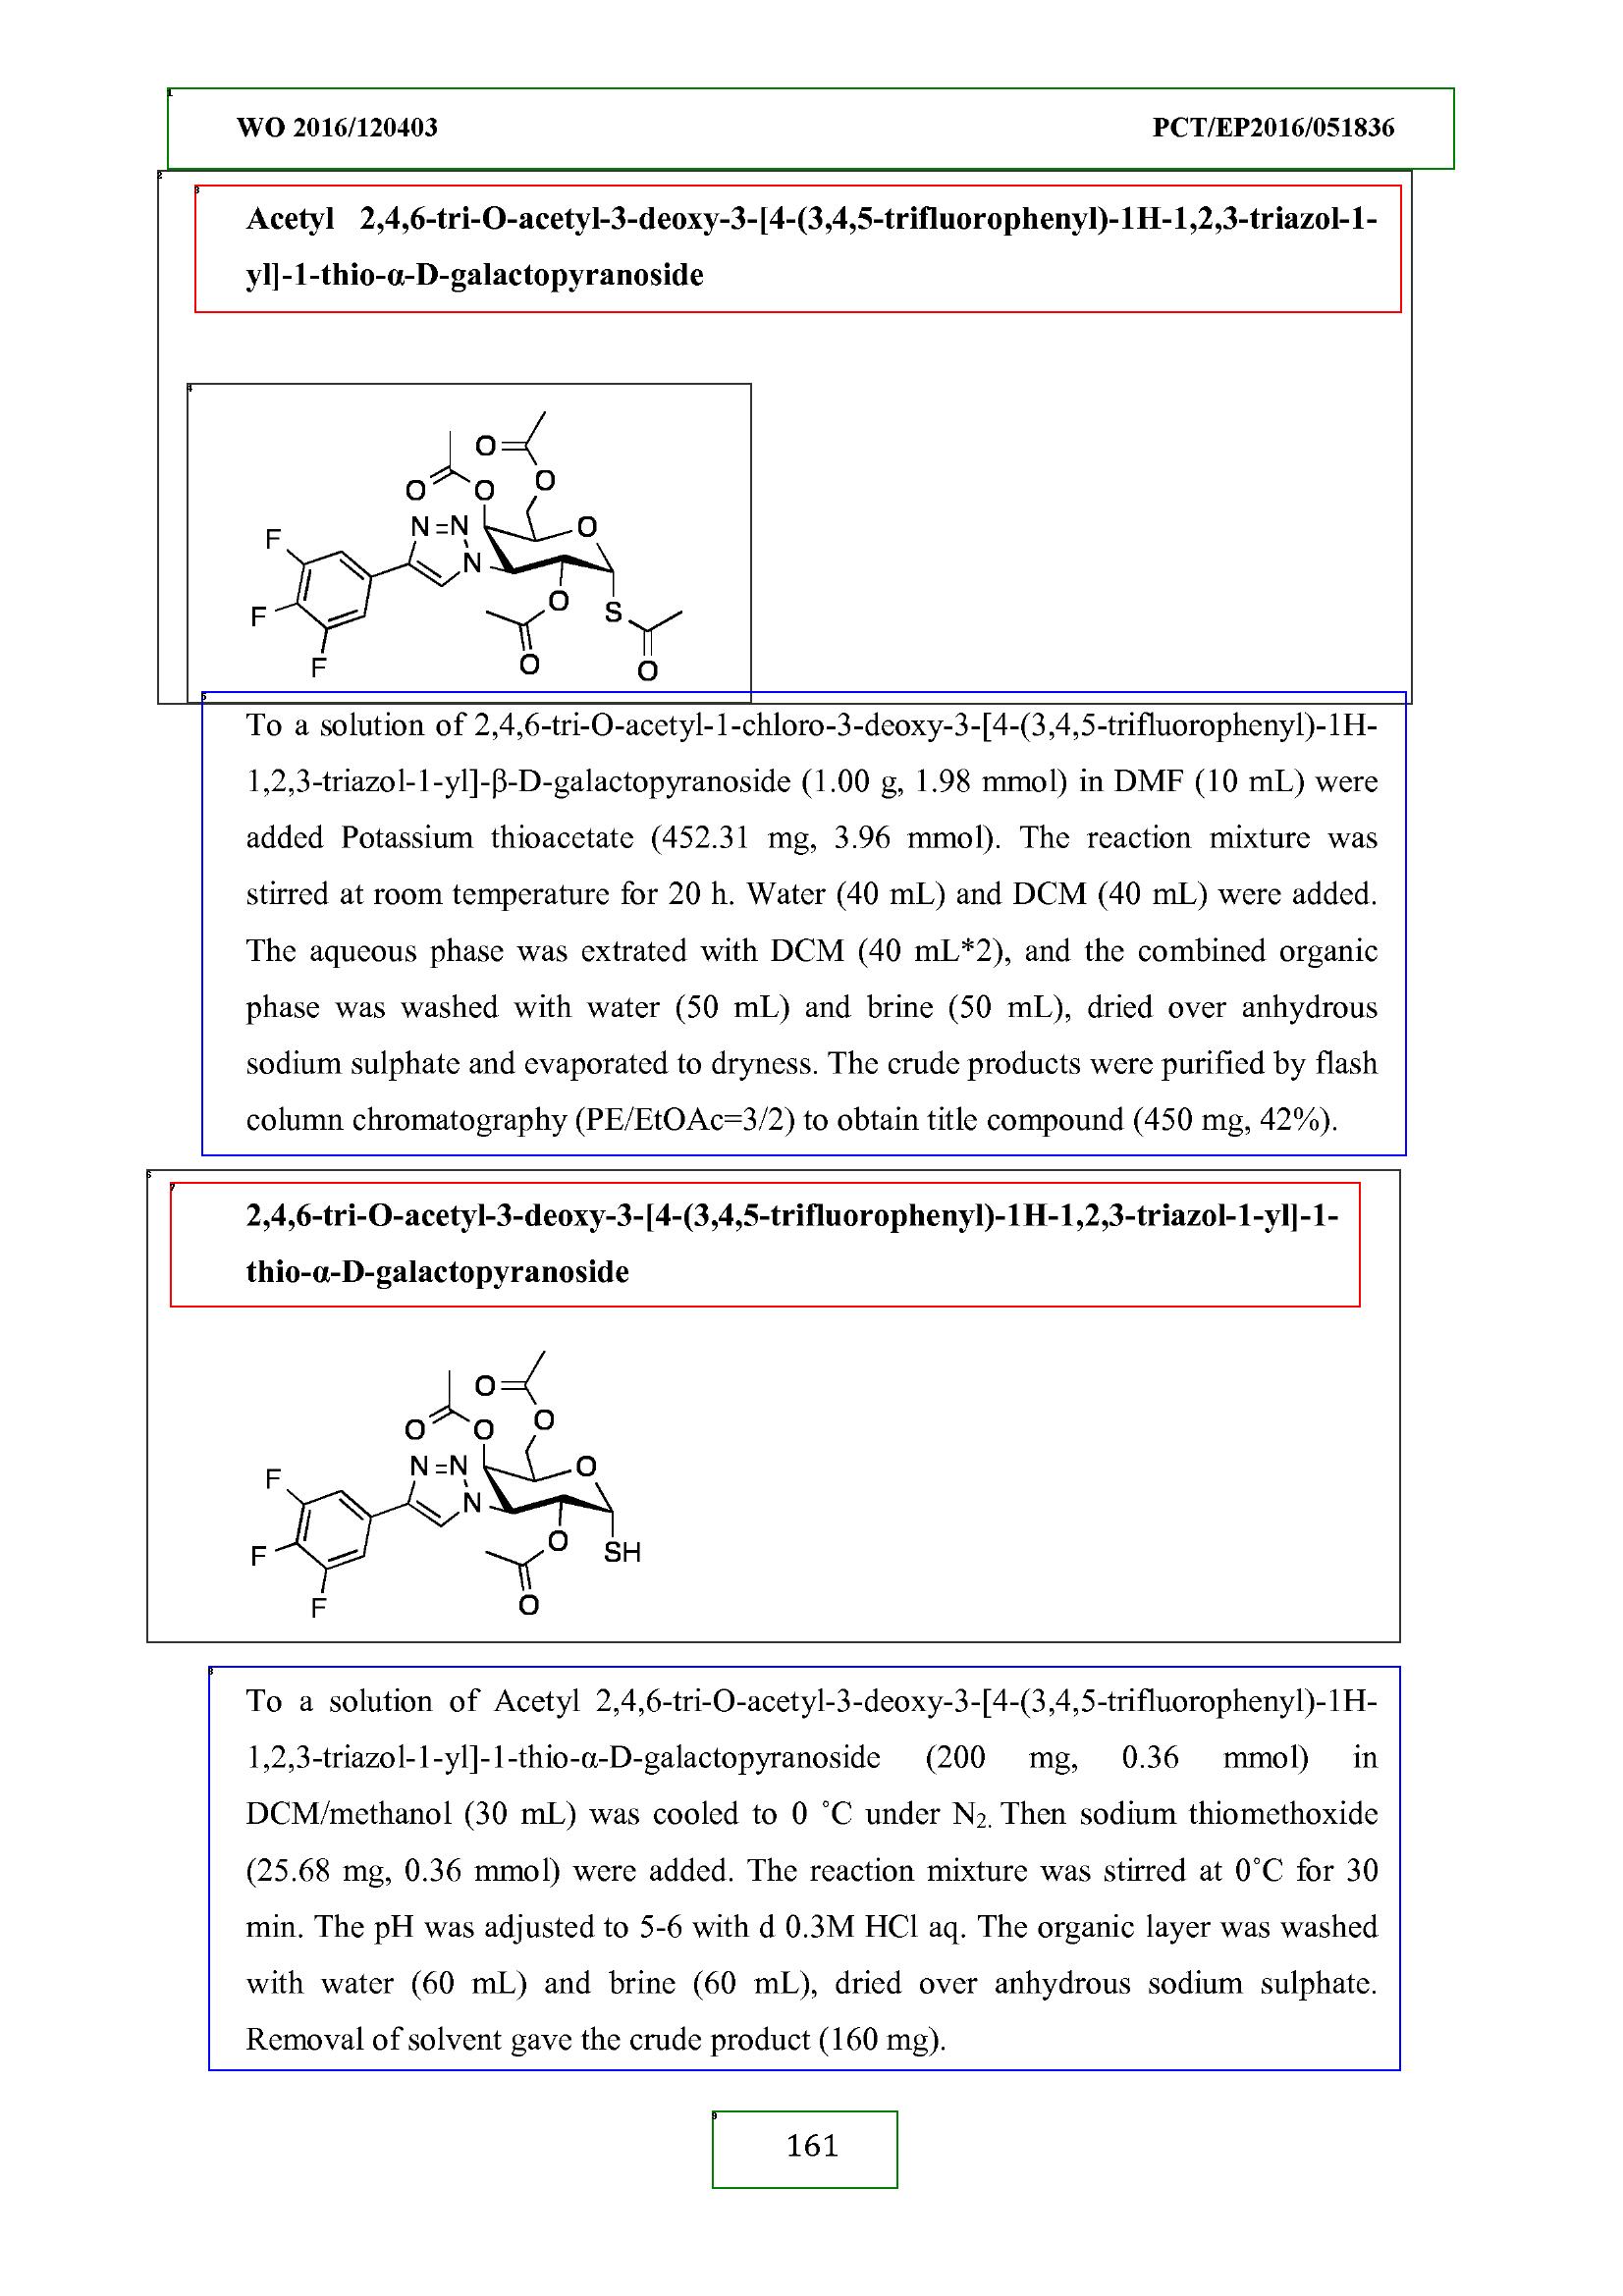 WO 2016/120403 PCT/EP2016/051836
Acetyl 2,4,6-tri-O-acetyl-3-deoxy-3-[4-(3,4,5-trifluorophenyl)-1H-1,2,3-triazol-1-
yl]-1-thio-α-D-galactopyranoside
O
O
O
O
N=N
N
O
F
F
F
O
O
S
O
To a solution of 2,4,6-tri-O-acetyl-1-chloro-3-deoxy-3-[4-(3,4,5-trifluorophenyl)-1H-
1,2,3-triazol-1-yl]-β-D-galactopyranoside (1.00 g, 1.98 mmol) in DMF (10 mL) were
added Potassium thioacetate (452.31 mg, 3.96 mmol). The reaction mixture was
stirred at room temperature for 20 h. Water (40 mL) and DCM (40 mL) were added.
The aqueous phase was extrated with DCM (40 mL*2), and the combined organic
phase was washed with water (50 mL) and brine (50 mL), dried over anhydrous
sodium sulphate and evaporated to dryness. The crude products were purified by flash
column chromatography (PE/EtOAc=3/2) to obtain title compound (450 mg, 42%).
2,4,6-tri-O-acetyl-3-deoxy-3-[4-(3,4,5-trifluorophenyl)-1H-1,2,3-triazol-1-yl]-1-
thio-α-D-galactopyranoside
O
O
O
O
N=N
N
O
F
F
F
O
O
SH
To a solution of Acetyl 2,4,6-tri-O-acetyl-3-deoxy-3-[4-(3,4,5-trifluorophenyl)-1H-
1,2,3-triazol-1-yl]-1-thio-α-D-galactopyranoside (200 mg, 0.36 mmol) in
DCM/methanol (30 mL) was cooled to 0 ˚C under N2. Then sodium thiomethoxide
(25.68 mg, 0.36 mmol) were added. The reaction mixture was stirred at 0˚C for 30
min. The pH was adjusted to 5-6 with d 0.3M HCl aq. The organic layer was washed
with water (60 mL) and brine (60 mL), dried over anhydrous sodium sulphate.
Removal of solvent gave the crude product (160 mg).
161